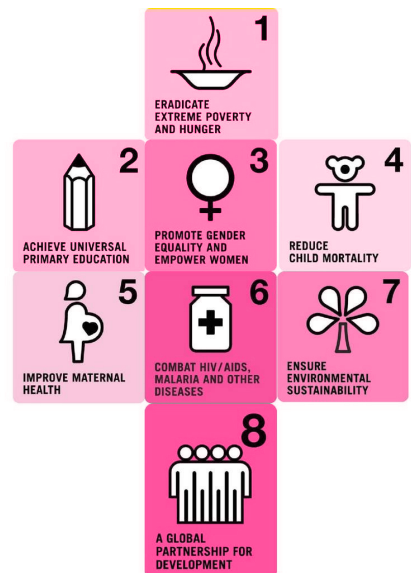 1
ERADICATE
EXTREME POVERTY
AND HUNGER
2
ACHIEVE UNIVERSAL
PRIMARY EDUCATION
3
PROMOTE GENDER
EQUALITY AND
EMPOWER WOMEN
4
REDUCE
CHILD MORTALITY
5
IMPROVE MATERNAL
HEALTH
6
COMBAT HIV/AIDS,
MALARIA AND OTHER
DISEASES
7
ENSURE
ENVIRONMENTAL
SUSTAINABILITY
8
A GLOBAL
PARTNERSHIP FOR
DEVELOPMENT